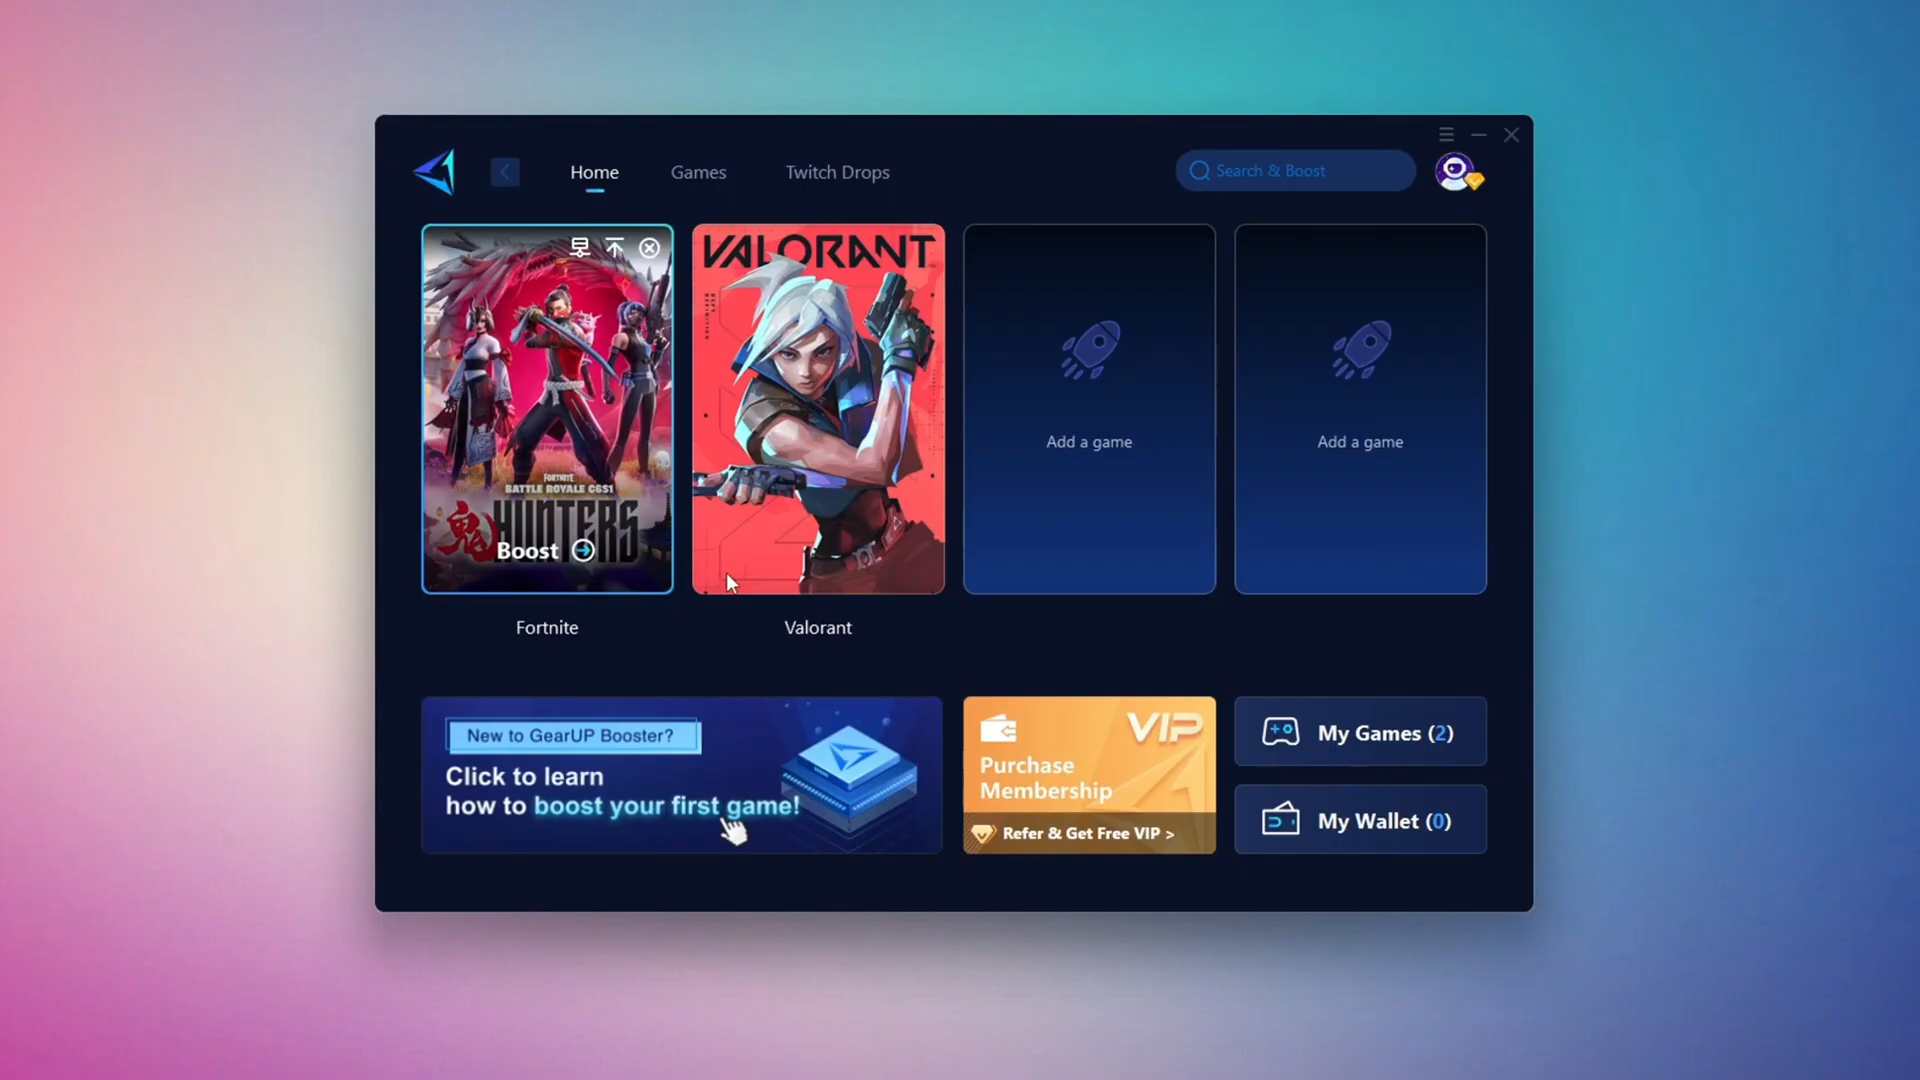 Home
Games
Twitch Drops
Search & Boost
FORTNITE
BATTLE ROYALE C6S1
鬼 HUNTERS
Boost
VALORANT
Add a game
Add a game
Fortnite
Valorant
New to GearUP Booster?
Click to learn
how to boost your first game!
VIP
Purchase
Membership
Refer & Get Free VIP >
My Games (2)
My Wallet (0)